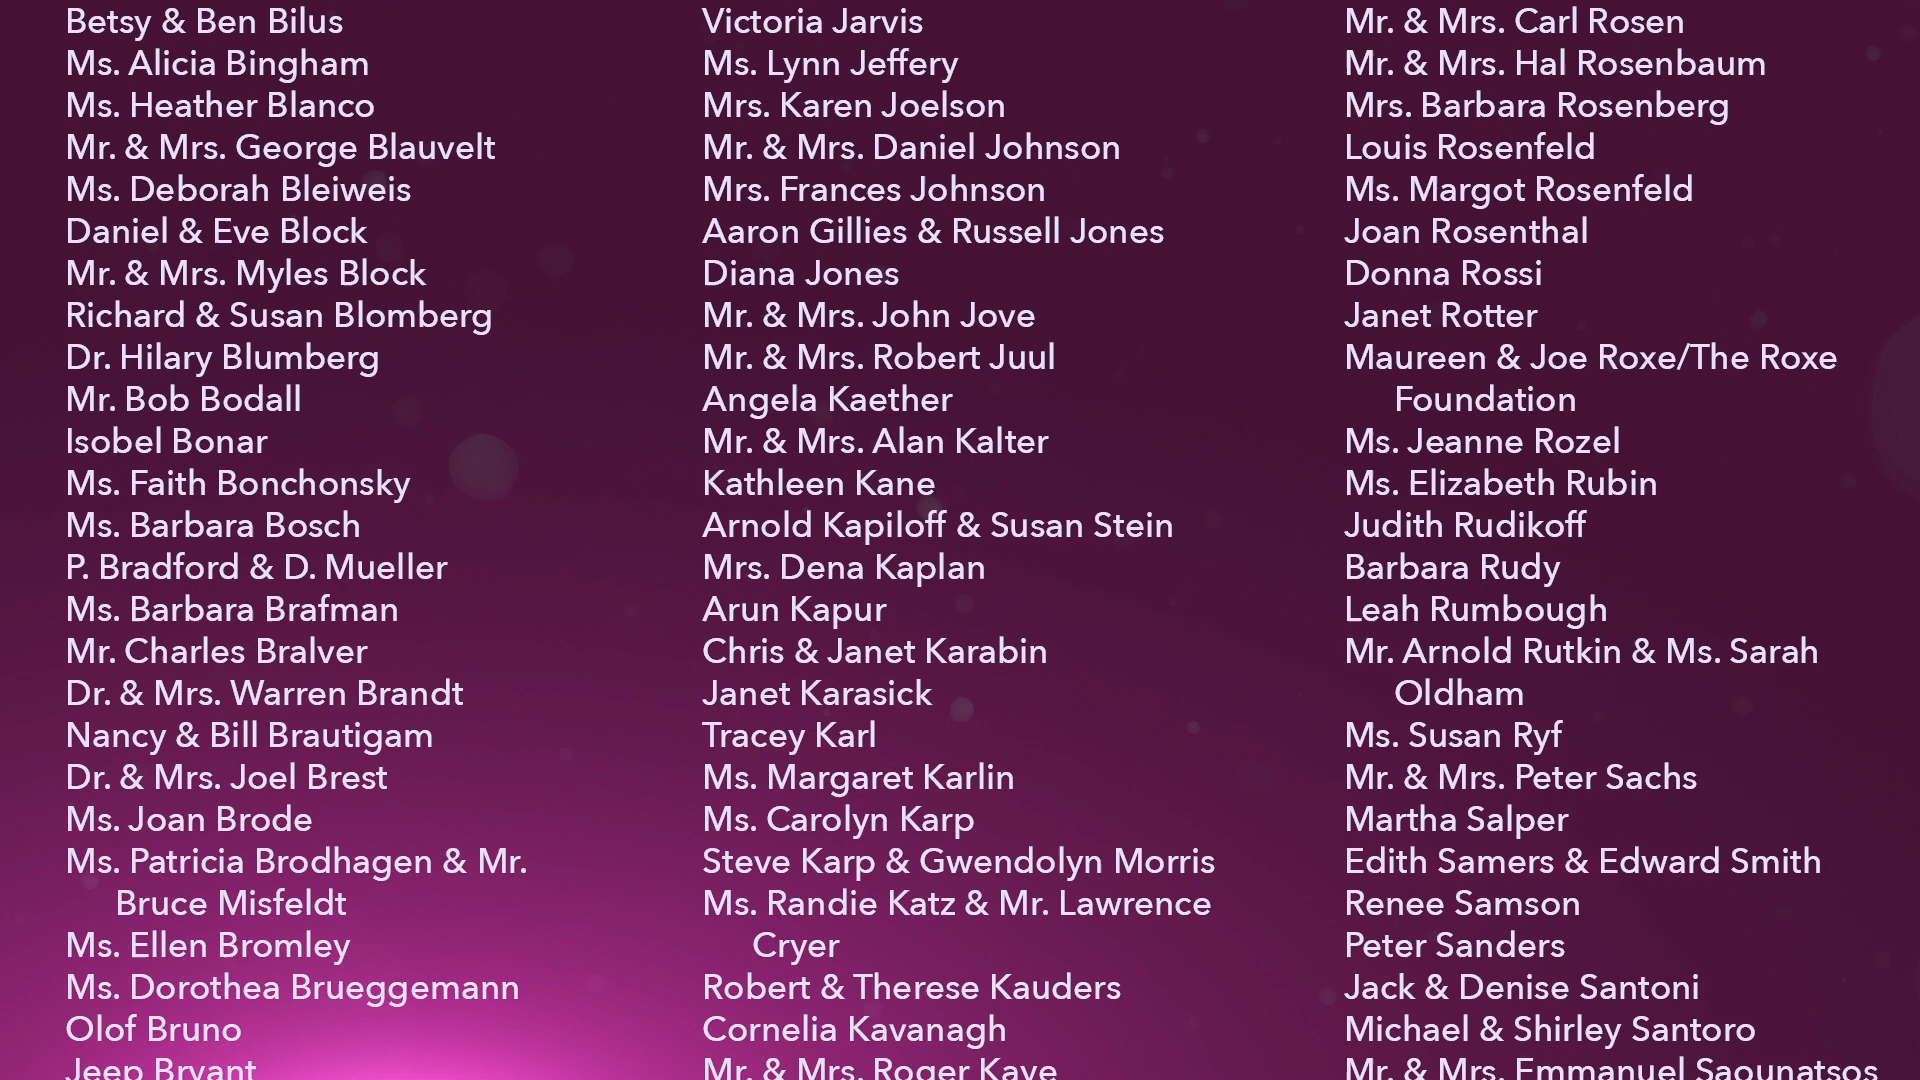 Betsy & Ben Bilus
Ms. Alicia Bingham
Ms. Heather Blanco
Mr. & Mrs. George Blauvelt
Ms. Deborah Bleiweis
Daniel & Eve Block
Mr. & Mrs. Myles Block
Richard & Susan Blomberg
Dr. Hilary Blumberg
Mr. Bob Bodall
Isobel Bonar
Ms. Faith Bonchonsky
Ms. Barbara Bosch
P. Bradford & D. Mueller
Ms. Barbara Brafman
Mr. Charles Bralver
Dr. & Mrs. Warren Brandt
Nancy & Bill Brautigam
Dr. & Mrs. Joel Brest
Ms. Joan Brode
Ms. Patricia Brodhagen & Mr.
Bruce Misfeldt
Ms. Ellen Bromley
Ms. Dorothea Brueggemann
Olof Bruno
Jeep Bryant
Victoria Jarvis
Ms. Lynn Jeffery
Mrs. Karen Joelson
Mr. & Mrs. Daniel Johnson
Mrs. Frances Johnson
Aaron Gillies & Russell Jones
Diana Jones
Mr. & Mrs. John Jove
Mr. & Mrs. Robert Juul
Angela Kaether
Mr. & Mrs. Alan Kalter
Kathleen Kane
Arnold Kapiloff & Susan Stein
Mrs. Dena Kaplan
Arun Kapur
Chris & Janet Karabin
Janet Karasick
Tracey Karl
Ms. Margaret Karlin
Ms. Carolyn Karp
Steve Karp & Gwendolyn Morris
Ms. Randie Katz & Mr. Lawrence
Cryer
Robert & Therese Kauders
Cornelia Kavanagh
Mr. & Mrs. Roger Kaye
Mr. & Mrs. Carl Rosen
Mr. & Mrs. Hal Rosenbaum
Mrs. Barbara Rosenberg
Louis Rosenfeld
Ms. Margot Rosenfeld
Joan Rosenthal
Donna Rossi
Janet Rotter
Maureen & Joe Roxe/The Roxe
Foundation
Ms. Jeanne Rozel
Ms. Elizabeth Rubin
Judith Rudikoff
Barbara Rudy
Leah Rumbough
Mr. Arnold Rutkin & Ms. Sarah
Oldham
Ms. Susan Ryf
Mr. & Mrs. Peter Sachs
Martha Salper
Edith Samers & Edward Smith
Renee Samson
Peter Sanders
Jack & Denise Santoni
Michael & Shirley Santoro
Mr. & Mrs. Emmanuel Saounatsos